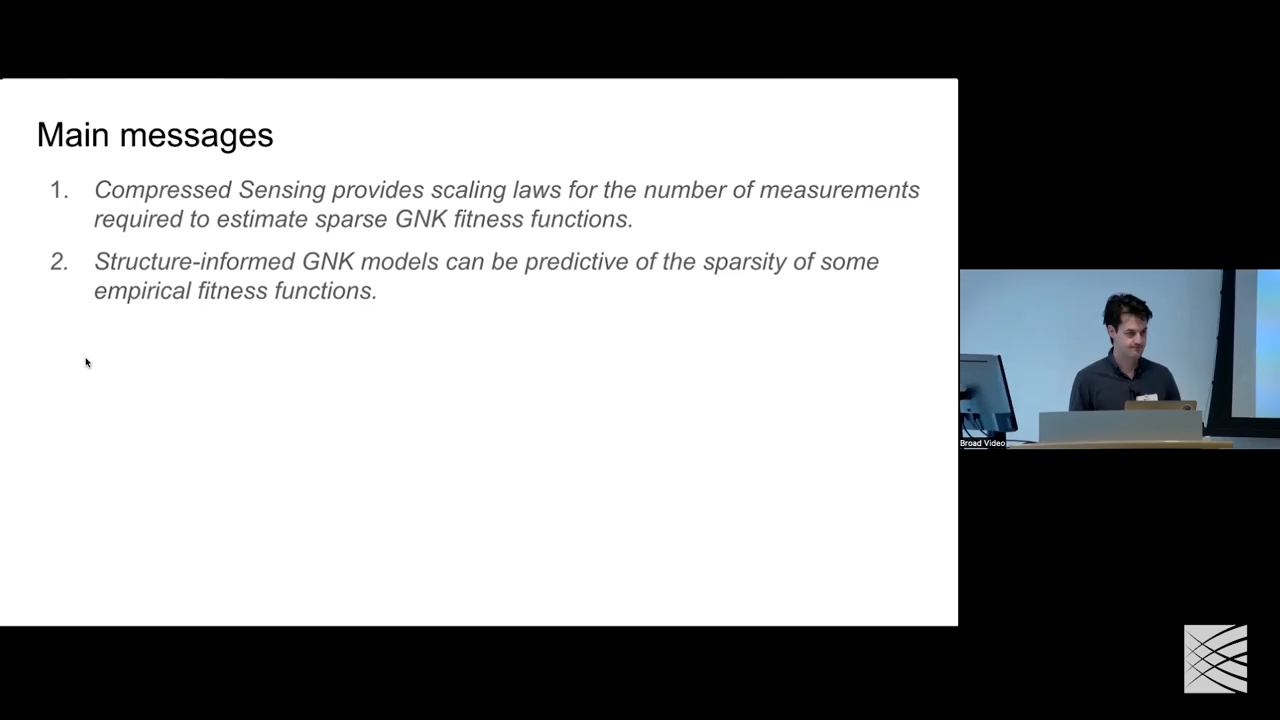 Main messages
1. Compressed Sensing provides scaling laws for the number of measurements
required to estimate sparse GNK fitness functions.
2. Structure-informed GNK models can be predictive of the sparsity of some
empirical fitness functions.
Broad Video